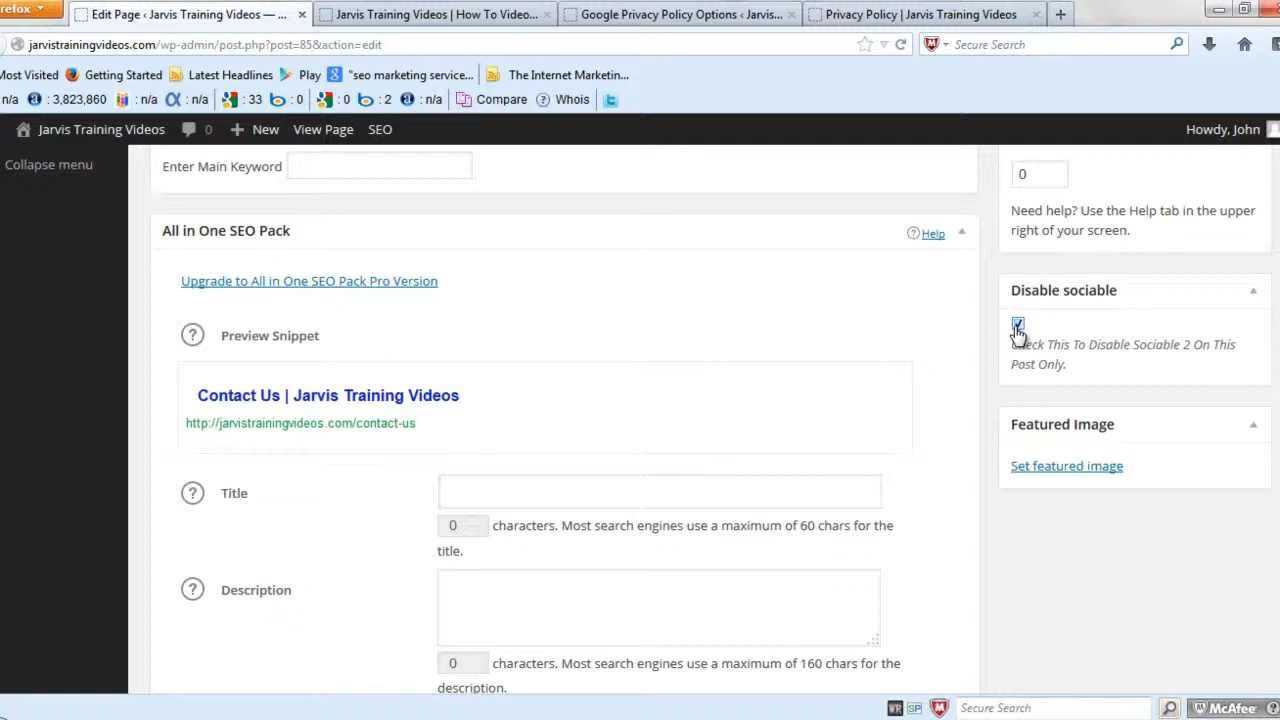 refox
Edit Page ‹ Jarvis Training Videos — ...
Jarvis Training Videos | How To Video...
Google Privacy Policy Options ‹ Jarvis...
Privacy Policy | Jarvis Training Videos
jarvistrainingvideos.com/wp-admin/post.php?post=85&action=edit
Secure Search
Most Visited
Getting Started
Latest Headlines
Play
"seo marketing service...
The Internet Marketin...
n/a : 3,823,860 : n/a : n/a : 33 : 0 : 0 : 2 : n/a Compare Whois
Jarvis Training Videos 0 New View Page SEO Howdy, John
Collapse menu
Enter Main Keyword
0
Need help? Use the Help tab in the upper
right of your screen.
All in One SEO Pack
Help
Upgrade to All in One SEO Pack Pro Version
Disable sociable
Check This To Disable Sociable 2 On This
Post Only.
Preview Snippet
Contact Us | Jarvis Training Videos
http://jarvistrainingvideos.com/contact-us
Featured Image
Set featured image
Title
0 characters. Most search engines use a maximum of 60 chars for the
title.
Description
0 characters. Most search engines use a maximum of 160 chars for the
description.
WR SP Secure Search McAfee